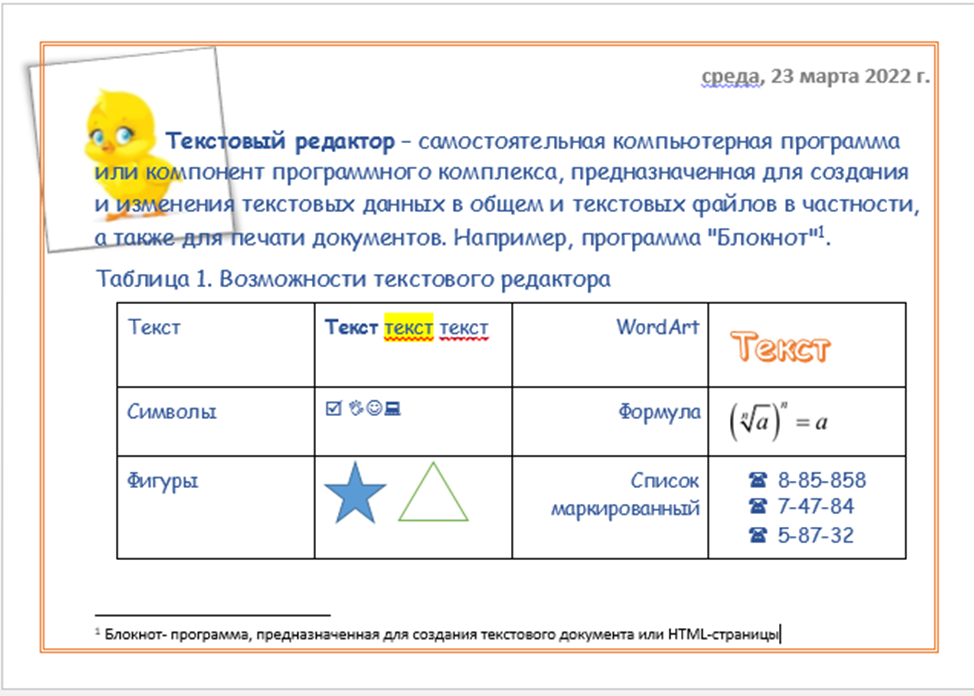 среда, 23 марта 2022 г.
Текстовый редактор – самостоятельная компьютерная программа
или компонент программного комплекса, предназначенная для создания
и изменения текстовых данных в общем и текстовых файлов в частности,
а также для печати документов. Например, программа "Блокнот"¹.
Таблица 1. Возможности текстового редактора
Текст
Текст текст текст
WordArt
Текст
Символы
☑ 🖏☺💻
Формула
(ⁿ√a)ⁿ = a
Фигуры
Список
маркированный
☎ 8-85-858
☎ 7-47-84
☎ 5-87-32
¹ Блокнот- программа, предназначенная для создания текстового документа или HTML-страницы